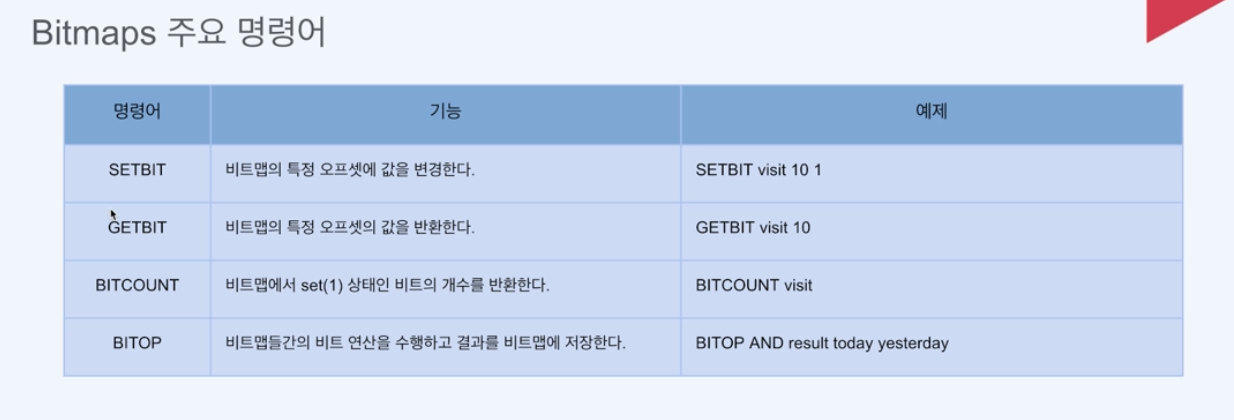 Bitmaps 주요 명령어
명령어 기능 예제
SETBIT 비트맵의 특정 오프셋에 값을 변경한다. SETBIT visit 10 1
GETBIT 비트맵의 특정 오프셋의 값을 반환한다. GETBIT visit 10
BITCOUNT 비트맵에서 set(1) 상태인 비트의 개수를 반환한다. BITCOUNT visit
BITOP 비트맵들간의 비트 연산을 수행하고 결과를 비트맵에 저장한다. BITOP AND result today yesterday